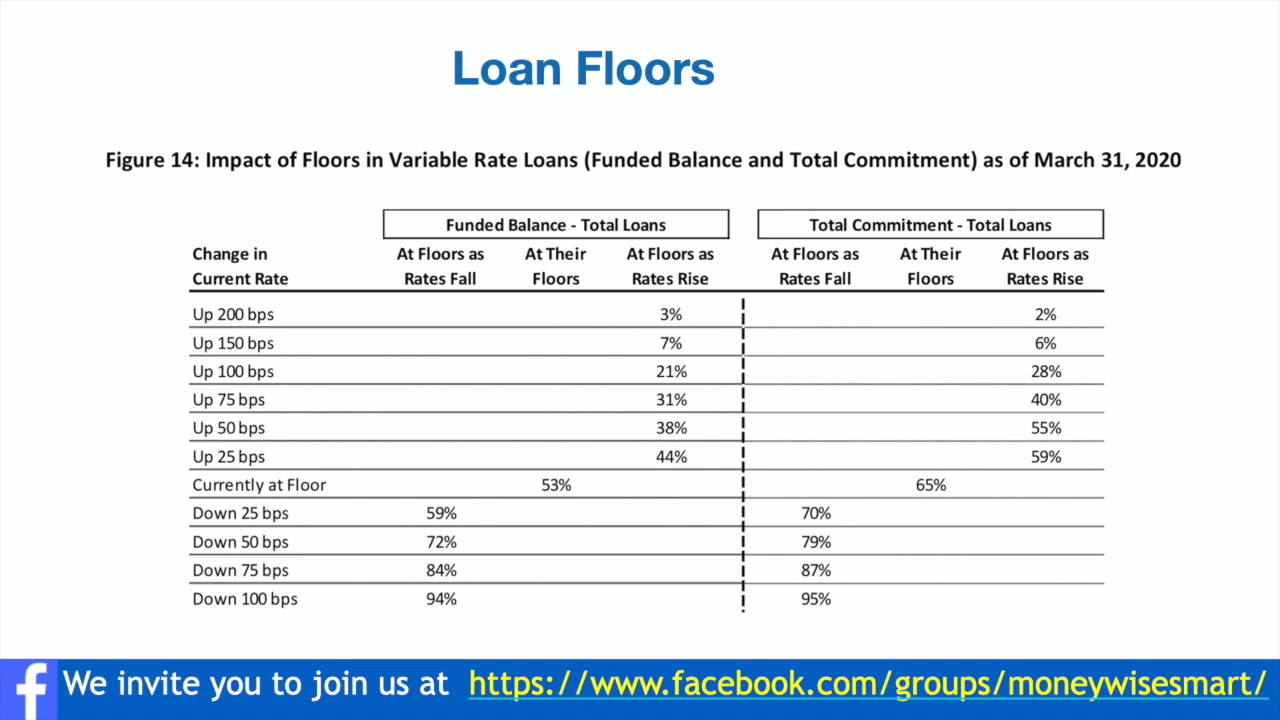 Loan Floors
Figure 14: Impact of Floors in Variable Rate Loans (Funded Balance and Total Commitment) as of March 31, 2020
Funded Balance - Total Loans Total Commitment - Total Loans
Change in At Floors as At Their At Floors as At Floors as At Their At Floors as
Current Rate Rates Fall Floors Rates Rise Rates Fall Floors Rates Rise
Up 200 bps 3% 2%
Up 150 bps 7% 6%
Up 100 bps 21% 28%
Up 75 bps 31% 40%
Up 50 bps 38% 55%
Up 25 bps 44% 59%
Currently at Floor 53% 65%
Down 25 bps 59% 70%
Down 50 bps 72% 79%
Down 75 bps 84% 87%
Down 100 bps 94% 95%
We invite you to join us at https://www.facebook.com/groups/moneywisesmart/